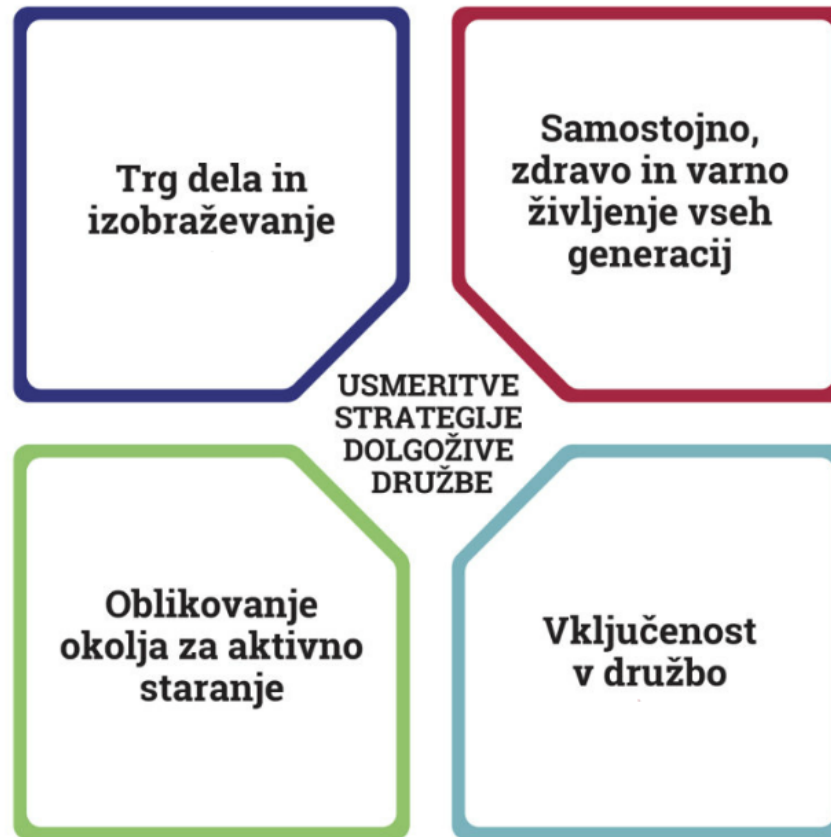 Trg dela in
izobraževanje
Samostojno,
zdravo in varno
življenje vseh
generacij
USMERITVE
STRATEGIJE
DOLGOŽIVE
DRUŽBE
Oblikovanje
okolja za aktivno
staranje
Vključenost
v družbo